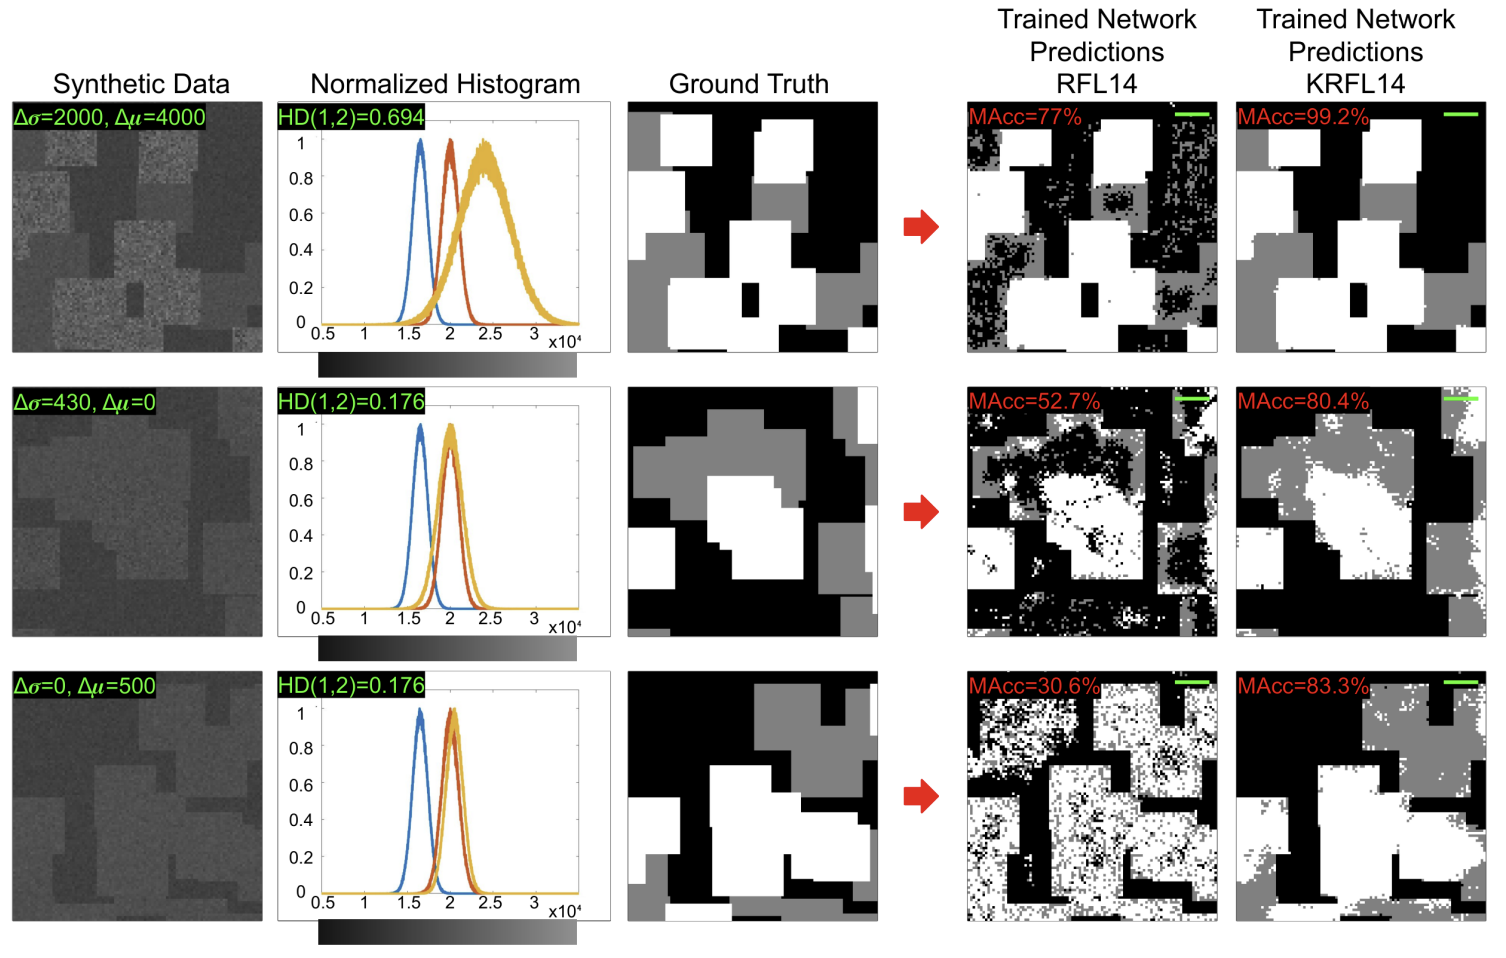 Synthetic Data
Normalized Histogram
Ground Truth
Trained Network
Predictions
RFL14
Trained Network
Predictions
KRFL14
Δσ=2000, Δμ=4000
HD(1,2)=0.694
1
0.8
0.6
0.4
0.2
0
0.5 1 1.5 2 2.5 3
x10⁴
MAcc=77%
MAcc=99.2%
Δσ=430, Δμ=0
HD(1,2)=0.176
1
0.8
0.6
0.4
0.2
0
0.5 1 1.5 2 2.5 3
x10⁴
MAcc=52.7%
MAcc=80.4%
Δσ=0, Δμ=500
HD(1,2)=0.176
1
0.8
0.6
0.4
0.2
0
0.5 1 1.5 2 2.5 3
x10⁴
MAcc=30.6%
MAcc=83.3%